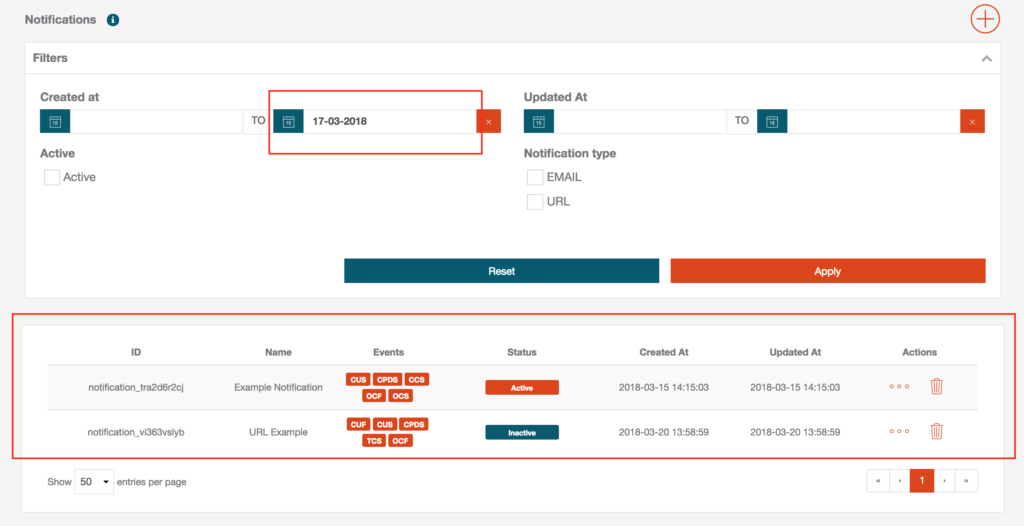 Notifications i
Filters
Created at
Updated At
15 TO 15 17-03-2018 ×
15 TO 15 ×
Active
Notification type
Active
EMAIL
URL
Reset Apply
ID Name Events Status Created At Updated At Actions
notification_tra2d6r2cj Example Notification CUS CPDS CCS Active 2018-03-15 14:15:03 2018-03-15 14:15:03
OCF OCS
notification_vi363vslyb URL Example CUF CUS CPDS Inactive 2018-03-20 13:58:59 2018-03-20 13:58:59
TCS OCF
Show 50 entries per page « ‹ 1 › »